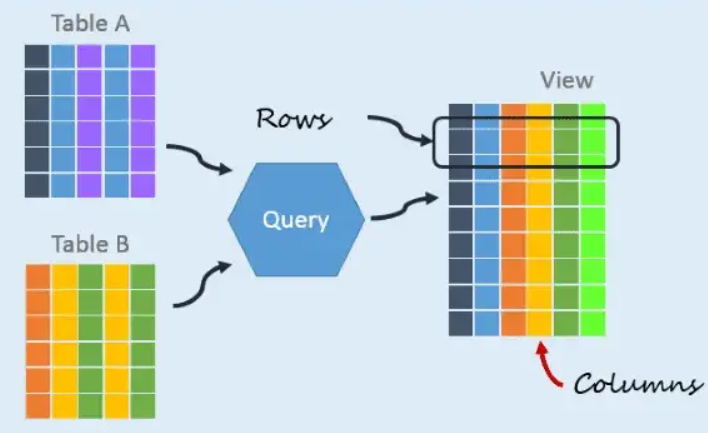 Table A
View
Rows
Query
Table B
Columns